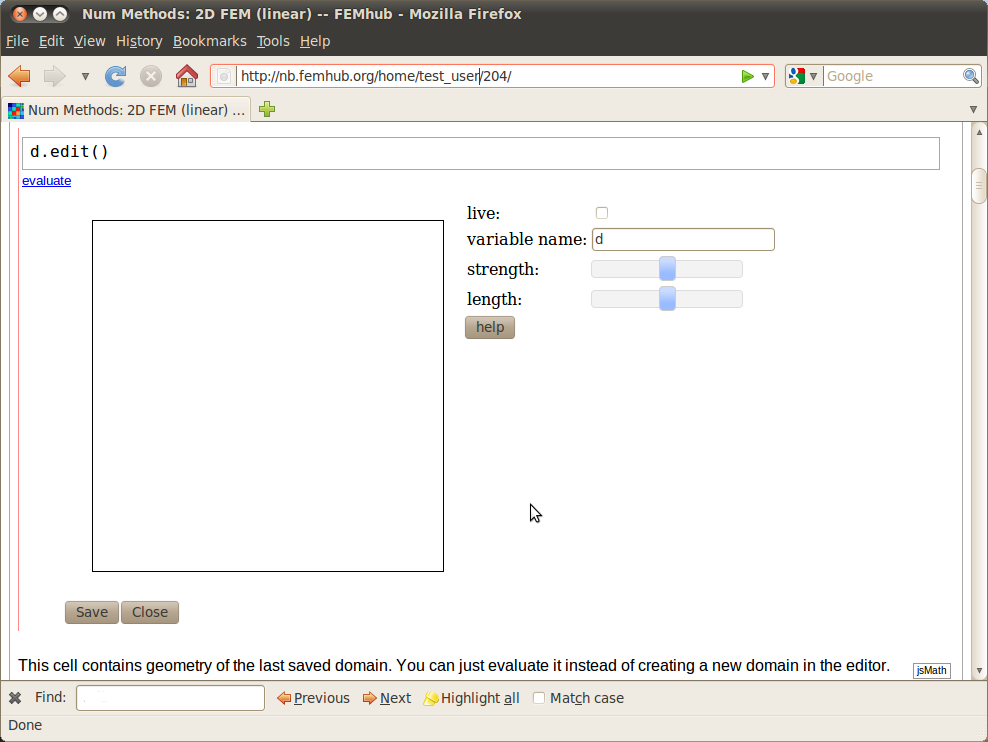 Num Methods: 2D FEM (linear) -- FEMhub - Mozilla Firefox
File Edit View History Bookmarks Tools Help
http://nb.femhub.org/home/test_user/204/
Google
Num Methods: 2D FEM (linear) ...
d.edit()
evaluate
live:
variable name: d
strength:
length:
help
Save Close
This cell contains geometry of the last saved domain. You can just evaluate it instead of creating a new domain in the editor.
jsMath
Find: Previous Next Highlight all Match case
Done